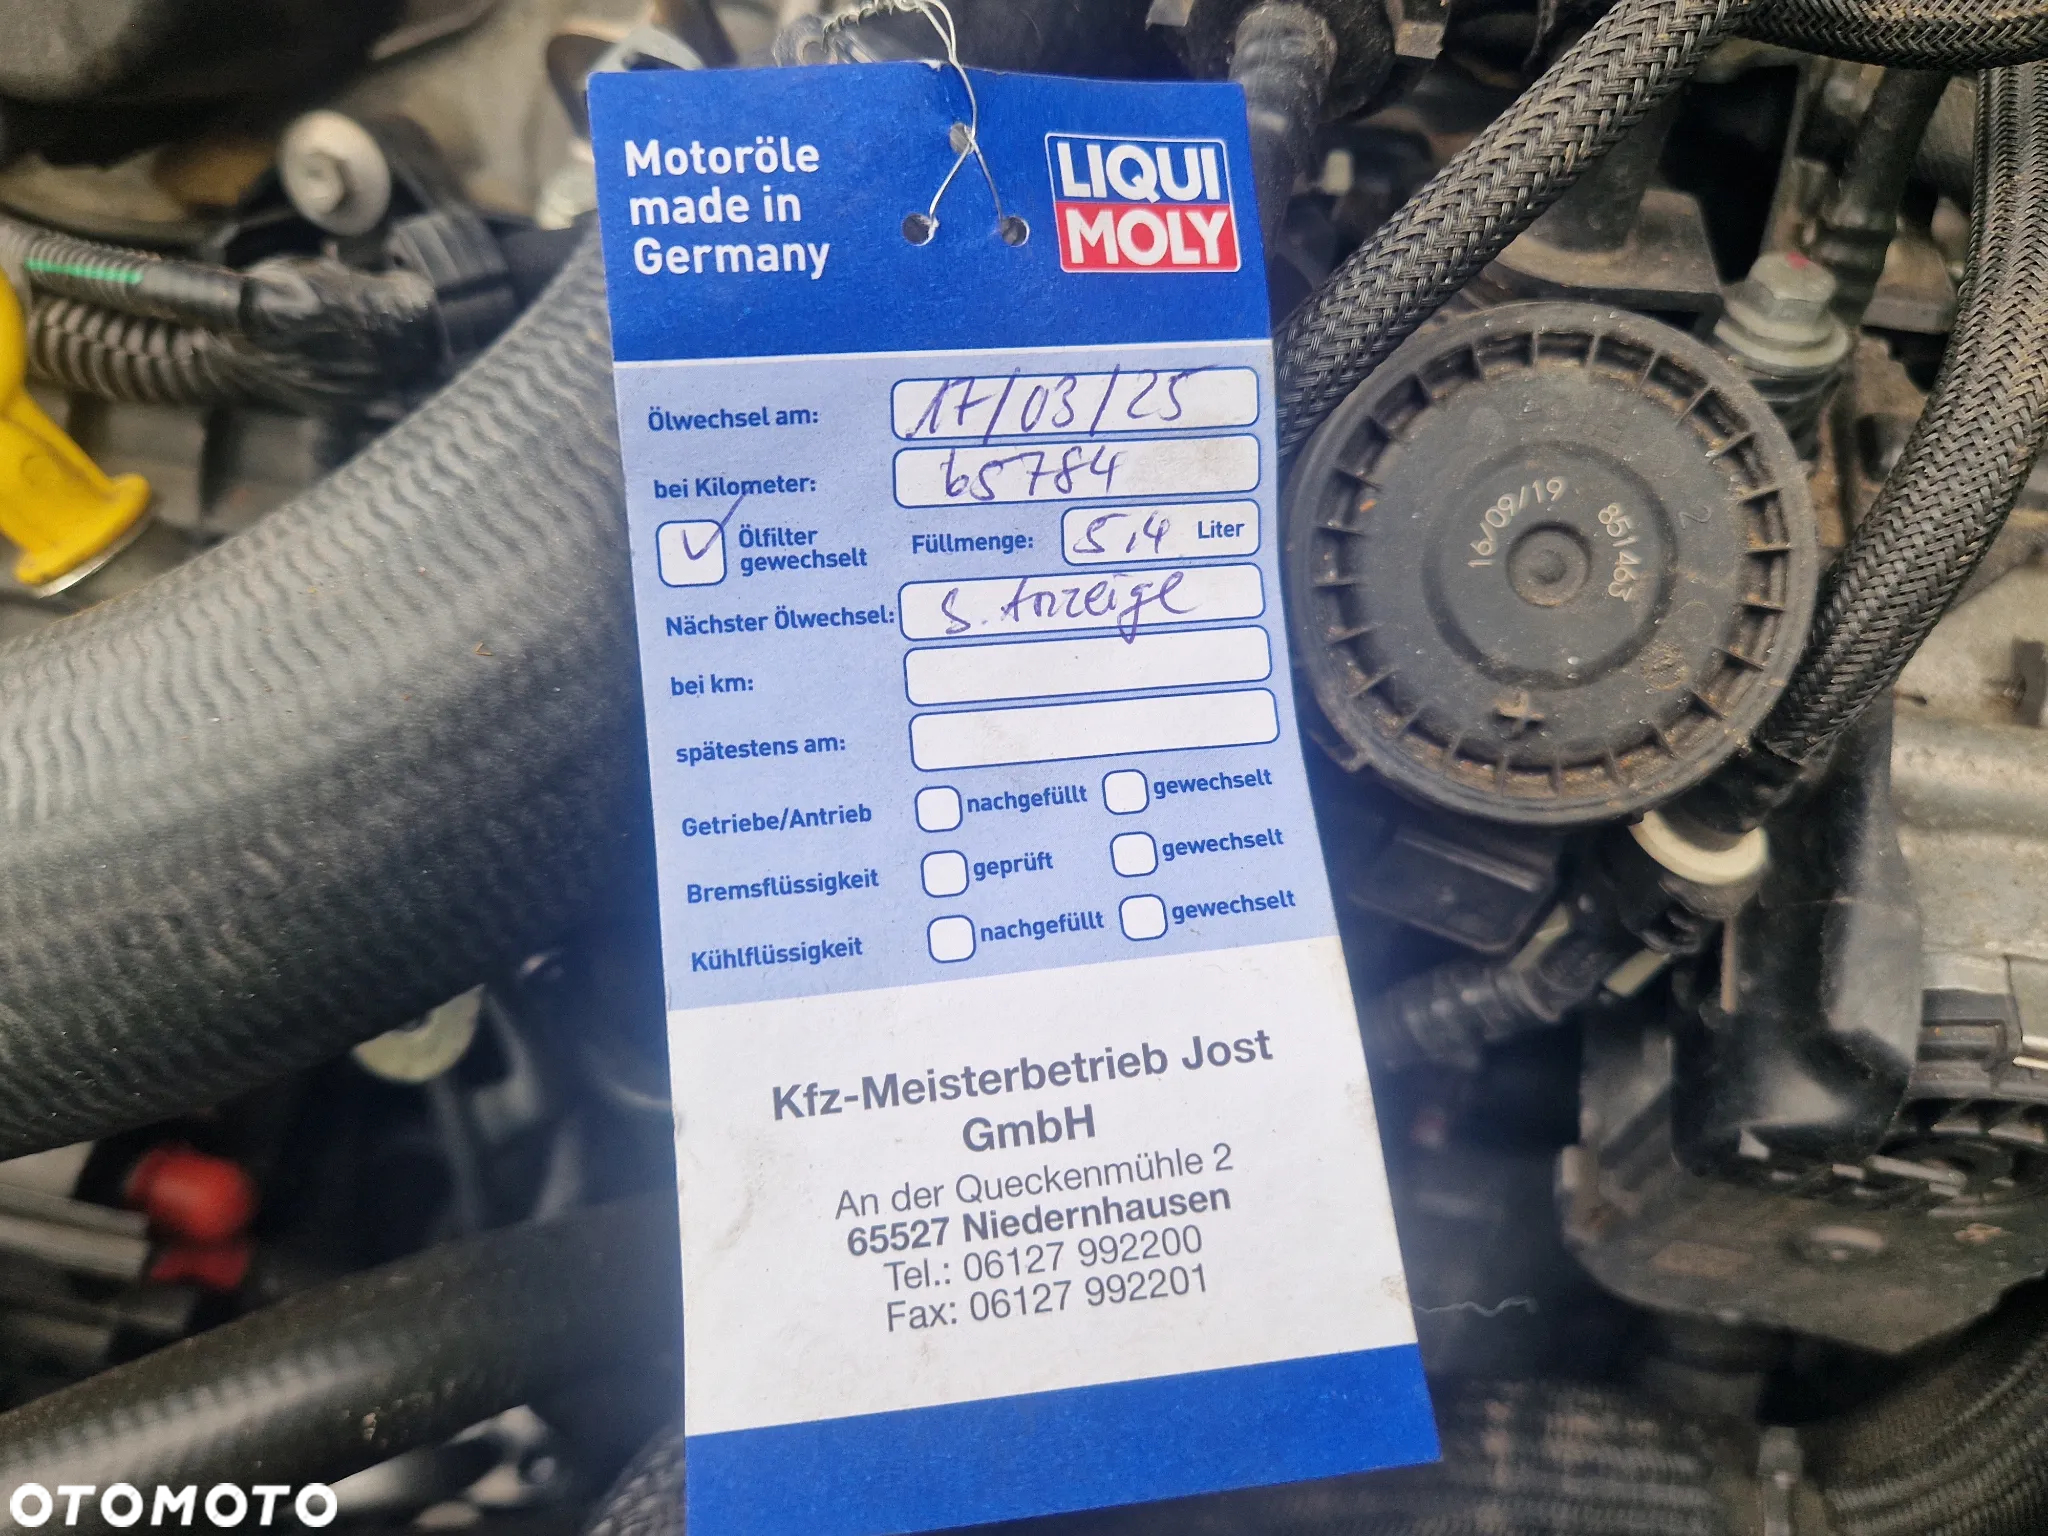 Motoröle
made in
Germany
LIQUI
MOLY
Ölwechsel am: 17/03/25
bei Kilometer: 65784
Ölfilter
gewechselt
Füllmenge: 5,4 Liter
Nächster Ölwechsel: S. Anzeige
bei km:
spätestens am:
Getriebe/Antrieb nachgefüllt gewechselt
Bremsflüssigkeit geprüft gewechselt
Kühlflüssigkeit nachgefüllt gewechselt
Kfz-Meisterbetrieb Jost
GmbH
An der Queckenmühle 2
65527 Niedernhausen
Tel.: 06127 992200
Fax: 06127 992201
16/09/19
851463
2
OTOMOTO